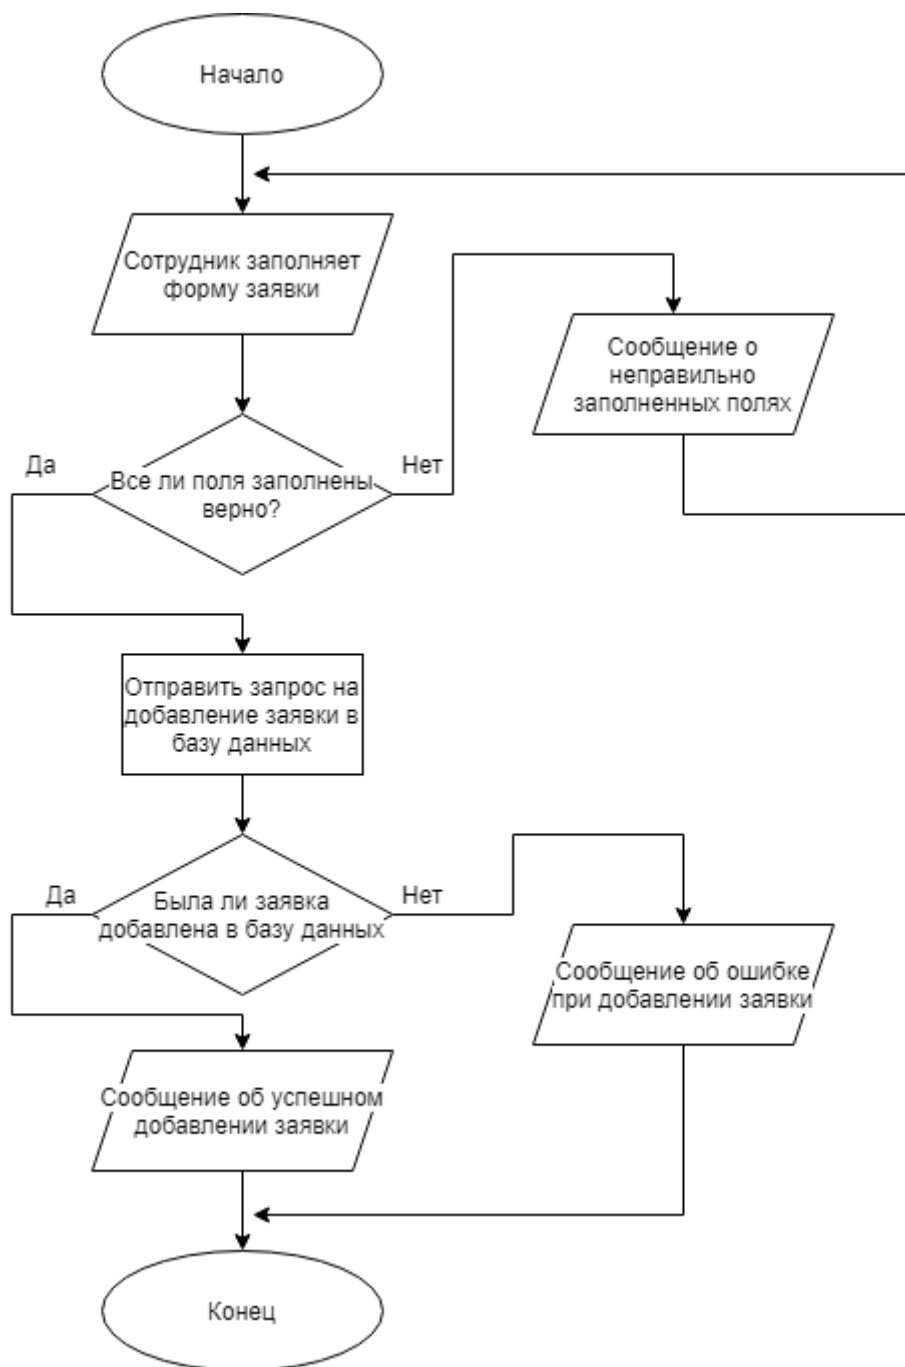 Начало
Сотрудник заполняет
форму заявки
Сообщение о
неправильно
заполненных полях
Да
Нет
Все ли поля заполнены
верно?
Отправить запрос на
добавление заявки в
базу данных
Да
Нет
Была ли заявка
добавлена в базу данных
Сообщение об ошибке
при добавлении заявки
Сообщение об успешном
добавлении заявки
Конец